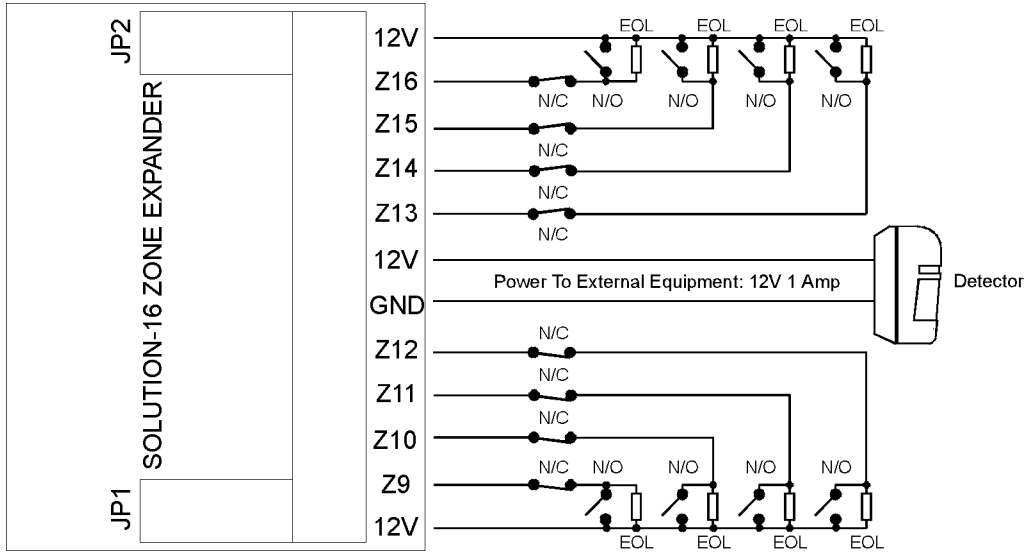 JP2
SOLUTION-16 ZONE EXPANDER
JP1
12V
EOL EOL EOL EOL
Z16
N/C N/O N/O N/O N/O
Z15
N/C
Z14
N/C
Z13
N/C
12V
Power To External Equipment: 12V 1 Amp
Detector
GND
N/C
Z12
N/C
Z11
N/C
Z10
N/C N/O N/O N/O N/O
Z9
12V
EOL EOL EOL EOL